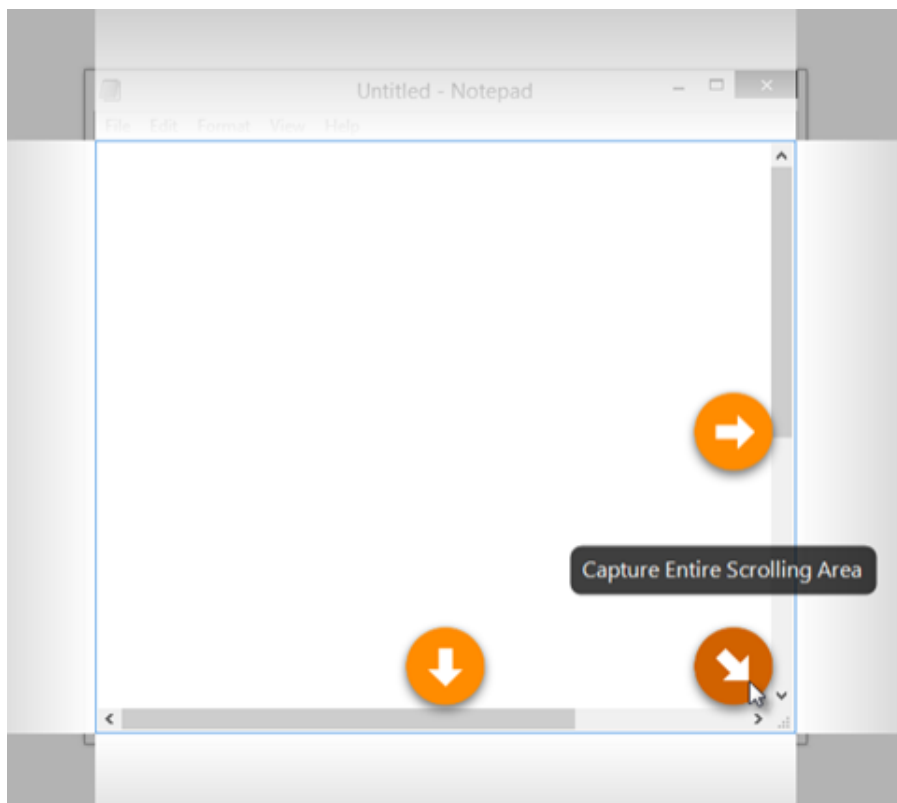 Untitled - Notepad
File Edit Format View Help
Capture Entire Scrolling Area